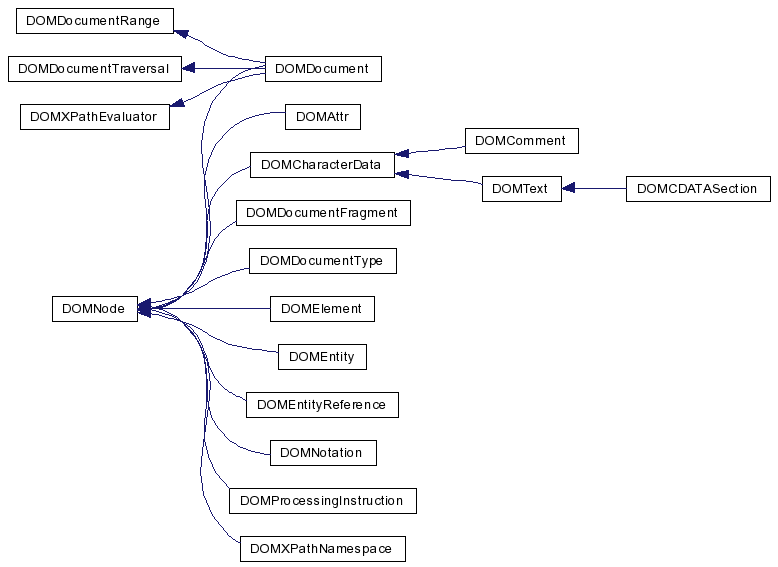 DOMDocumentRange
DOMDocumentTraversal
DOMDocument
DOMXPathEvaluator
DOMAttr
DOMComment
DOMCharacterData
DOMText
DOMCDATASection
DOMDocumentFragment
DOMDocumentType
DOMNode
DOMElement
DOMEntity
DOMEntityReference
DOMNotation
DOMProcessingInstruction
DOMXPathNamespace